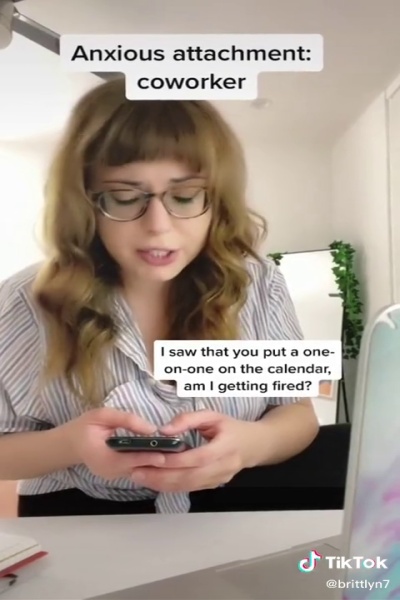 Anxious attachment:
coworker
I saw that you put a one-
on-one on the calendar,
am I getting fired?
TikTok
@brittlyn7